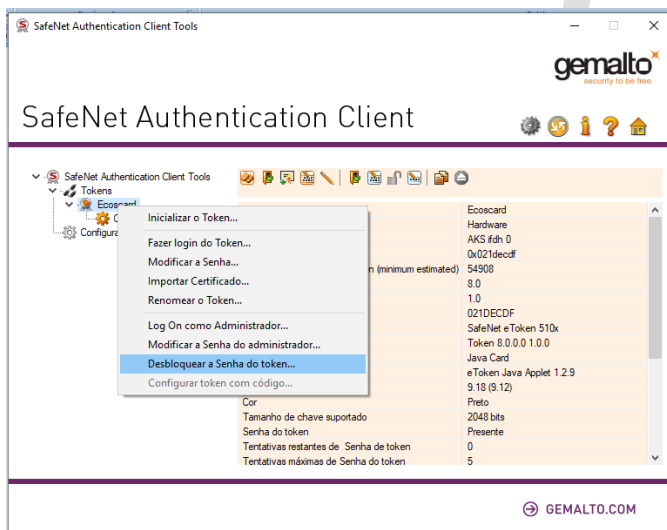 SafeNet Authentication Client Tools
gemalto
security to be free
SafeNet Authentication Client
SafeNet Authentication Client Tools
Tokens
Ecoscard
Inicializar o Token...
Fazer login do Token...
Modificar a Senha...
Importar Certificado...
Renomear o Token...
Log On como Administrador...
Modificar a Senha do administrador...
Desbloquear a Senha do token...
Configurar token com código...
Ecoscard
Hardware
AKS ifdh 0
0x021decdf
(minimum estimated) 54908
8.0
1.0
021DECDF
SafeNet eToken 510x
Token 8.0.0.0 1.0.0
Java Card
eToken Java Applet 1.2.9
9.18 (9.12)
Cor Preto
Tamanho de chave suportado 2048 bits
Senha do token Presente
Tentativas restantes de Senha de token 0
Tentativas máximas de Senha do token 5
GEMALTO.COM